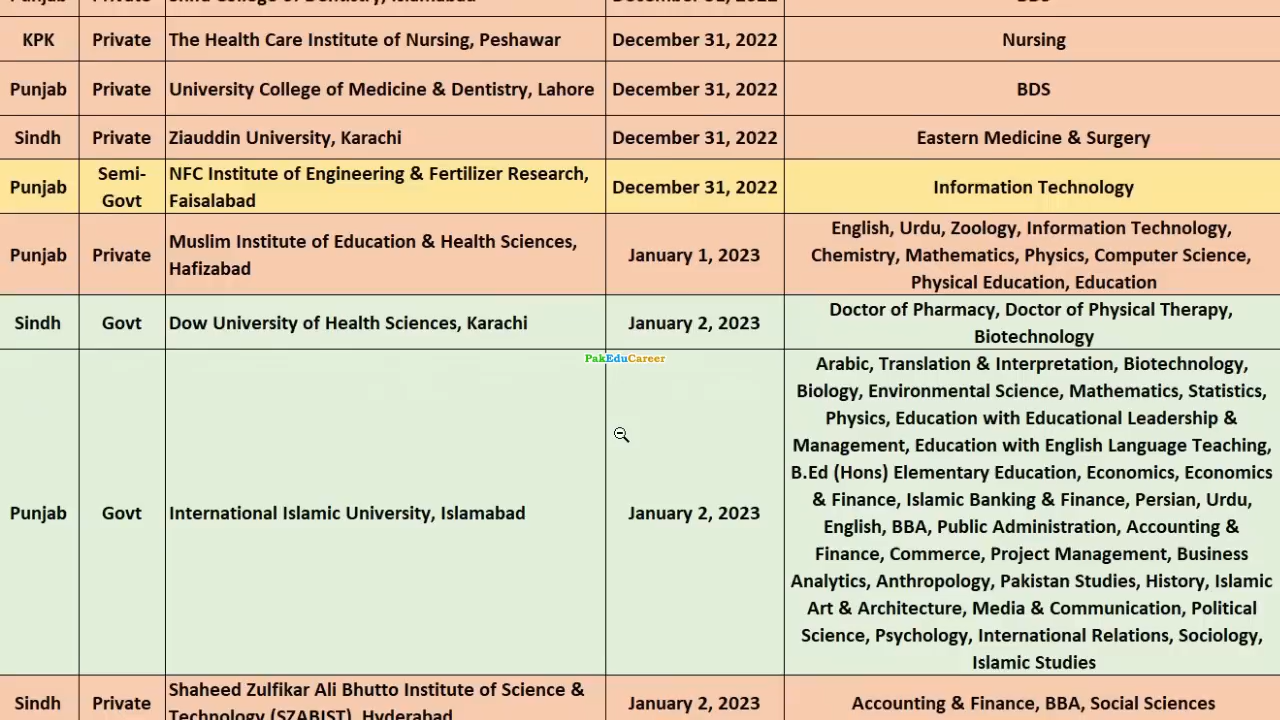 KPK Private The Health Care Institute of Nursing, Peshawar December 31, 2022 Nursing
Punjab Private University College of Medicine & Dentistry, Lahore December 31, 2022 BDS
Sindh Private Ziauddin University, Karachi December 31, 2022 Eastern Medicine & Surgery
Punjab
Semi-
Govt
NFC Institute of Engineering & Fertilizer Research,
Faisalabad
December 31, 2022
Information Technology
Punjab
Private
Muslim Institute of Education & Health Sciences,
Hafizabad
January 1, 2023
English, Urdu, Zoology, Information Technology,
Chemistry, Mathematics, Physics, Computer Science,
Physical Education, Education
Sindh
Govt
Dow University of Health Sciences, Karachi
January 2, 2023
Doctor of Pharmacy, Doctor of Physical Therapy,
Biotechnology
PakEduCareer
Punjab
Govt
International Islamic University, Islamabad
January 2, 2023
Arabic, Translation & Interpretation, Biotechnology,
Biology, Environmental Science, Mathematics, Statistics,
Physics, Education with Educational Leadership &
Management, Education with English Language Teaching,
B.Ed (Hons) Elementary Education, Economics, Economics
& Finance, Islamic Banking & Finance, Persian, Urdu,
English, BBA, Public Administration, Accounting &
Finance, Commerce, Project Management, Business
Analytics, Anthropology, Pakistan Studies, History, Islamic
Art & Architecture, Media & Communication, Political
Science, Psychology, International Relations, Sociology,
Islamic Studies
Sindh
Private
Shaheed Zulfikar Ali Bhutto Institute of Science &
Technology (SZABIST), Hyderabad
January 2, 2023
Accounting & Finance, BBA, Social Sciences